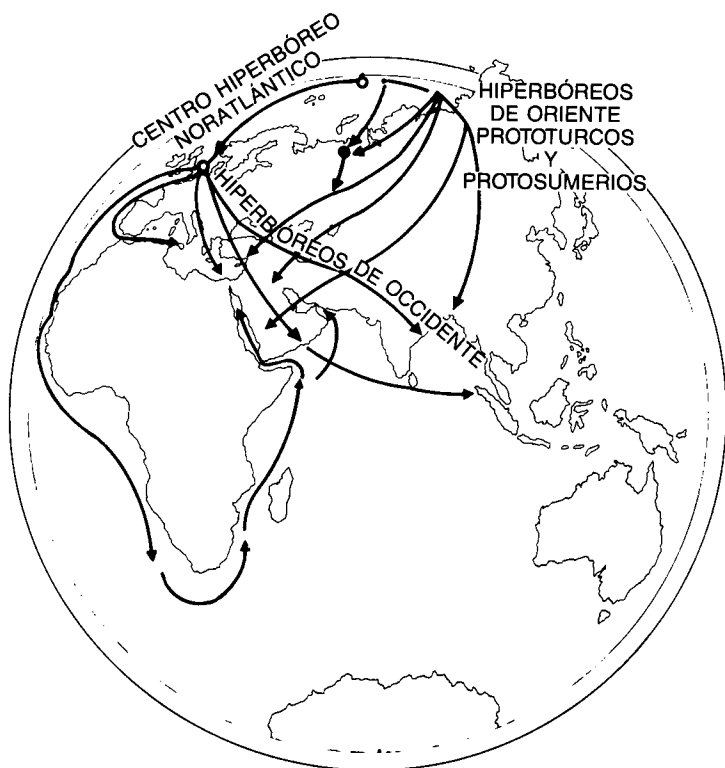 CENTRO HIPERBÓREO
NORATLÁNTICO
HIPERBÓREOS
DE ORIENTE
PROTOTURCOS
Y
PROTOSUMERIOS
HIPERBÓREOS DE OCCIDENTE